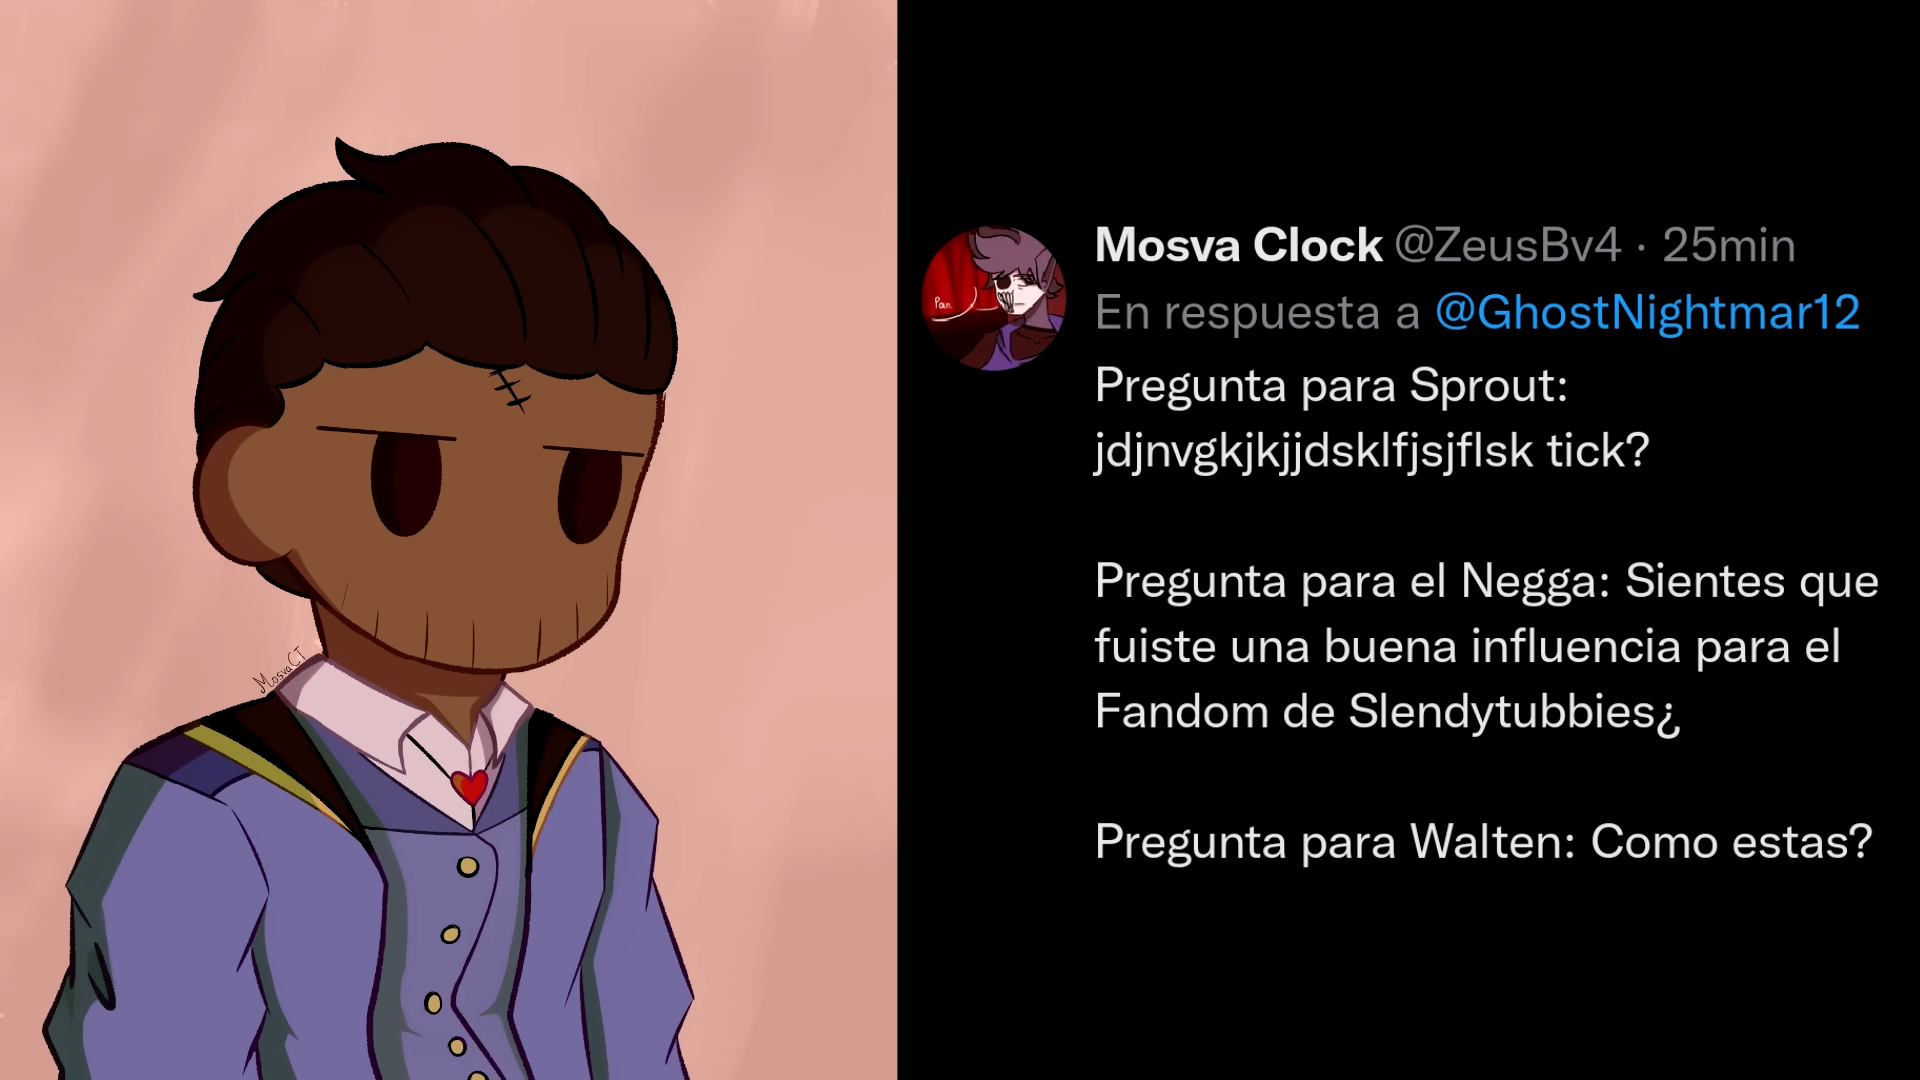 MosvaCT
Pan
Mosva Clock @ZeusBv4 · 25min
En respuesta a @GhostNightmar12
Pregunta para Sprout:
jdjnvgkjkjjdsklfjsjflsk tick?
Pregunta para el Negga: Sientes que
fuiste una buena influencia para el
Fandom de Slendytubbies¿
Pregunta para Walten: Como estas?